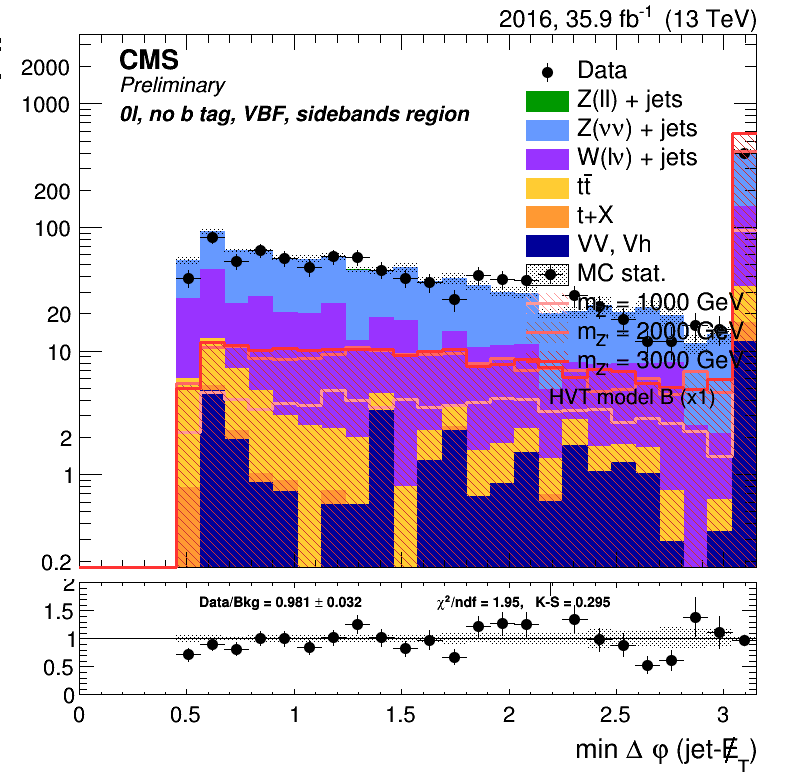 2016, 35.9 fb⁻¹ (13 TeV)
CMS
Preliminary
0l, no b tag, VBF, sidebands region
Data
Z(ll) + jets
Z(νν) + jets
W(lν) + jets
tt̄
t+X
VV, Vh
MC stat.
m_Z' = 1000 GeV
m_Z' = 2000 GeV
m_Z' = 3000 GeV
HVT model B (x1)
2000
1000
200
100
20
10
2
1
0.2
Data/Bkg = 0.981 ± 0.032
χ²/ndf = 1.95, K-S = 0.295
2
1.5
1
0.5
0
0 0.5 1 1.5 2 2.5 3
min Δ φ (jet-E̸_T)